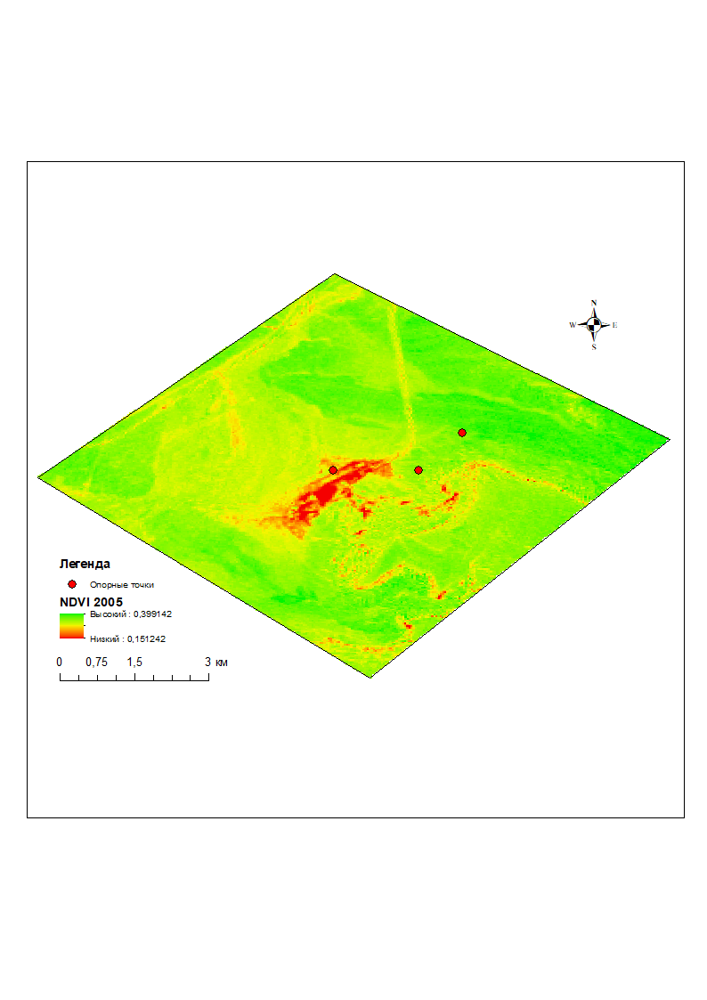 N
W E
S
Легенда
Опорные точки
NDVI 2005
Высокий : 0,399142
Низкий : 0,151242
0 0,75 1,5 3 км